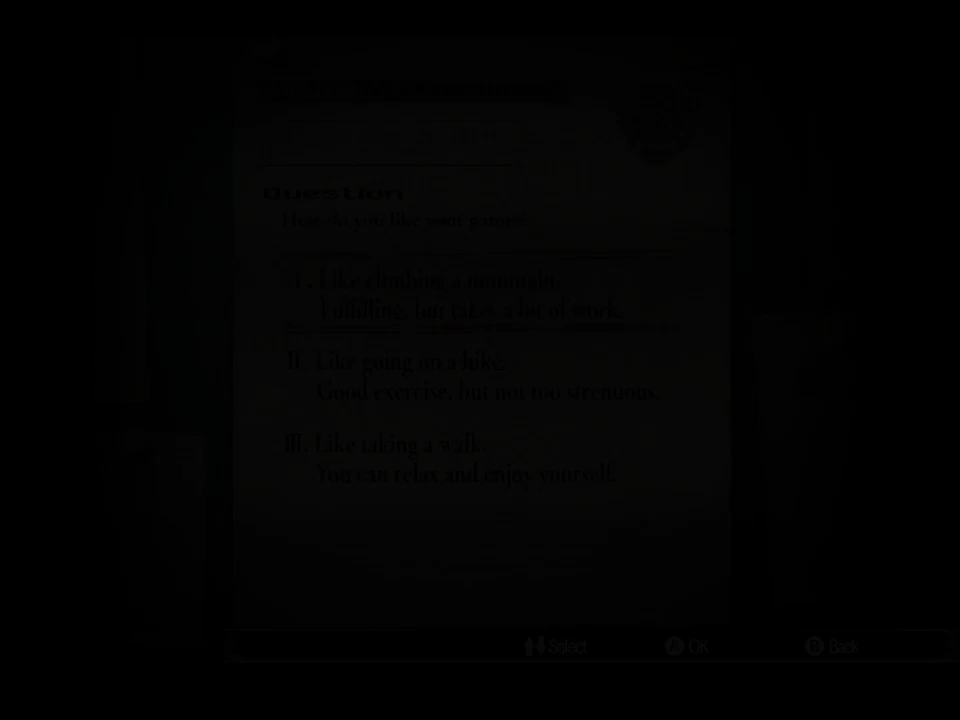 Question
How do you like your games?
I. Like climbing a mountain.
Fulfilling, but takes a lot of work.
II. Like going on a hike.
Good exercise, but not too strenuous.
III. Like taking a walk.
You can relax and enjoy yourself.
Select A OK B Back